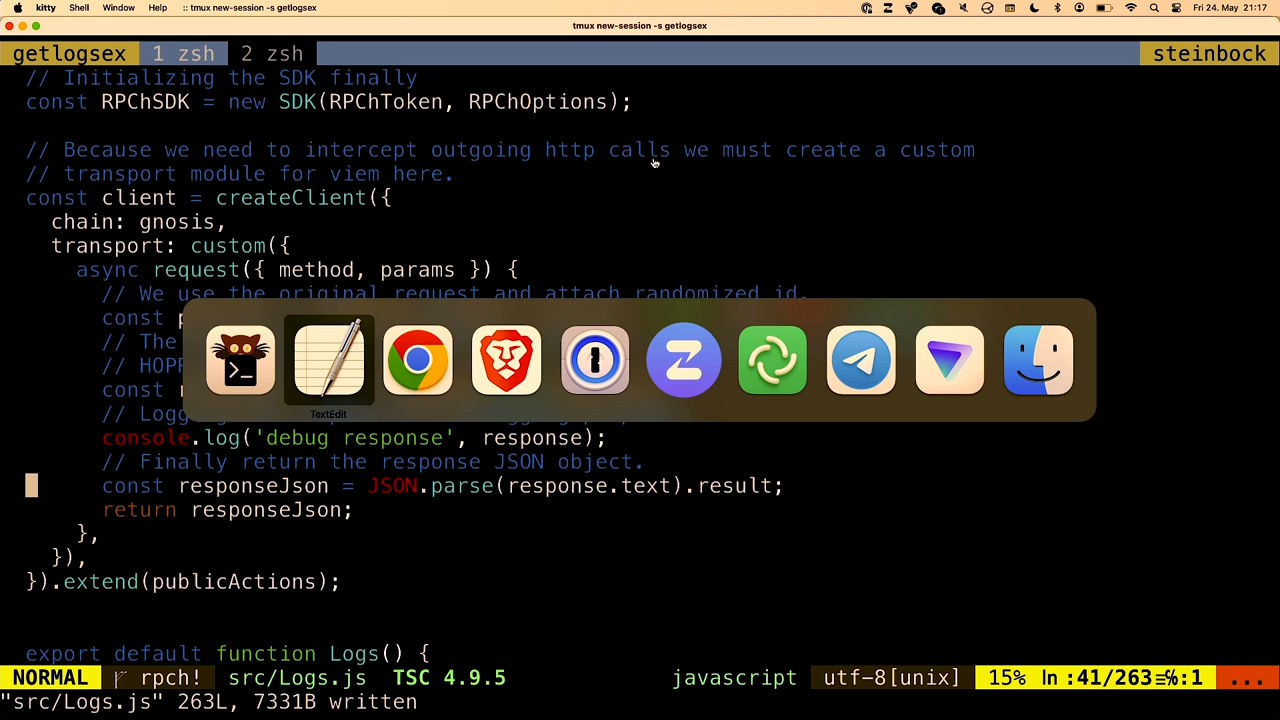 kitty Shell Window Help :: tmux new-session -s getlogsex Fri 24. May 21:17
tmux new-session -s getlogsex
getlogsex 1 zsh 2 zsh steinbock
// Initializing the SDK finally
const RPChSDK = new SDK(RPChToken, RPChOptions);
// Because we need to intercept outgoing http calls we must create a custom
// transport module for viem here.
const client = createClient({
chain: gnosis,
transport: custom({
async request({ method, params }) {
// We use the original request and attach randomized id.
const p
// The
// HOPR
const r
// Logg
TextEdit
console.log('debug response', response);
// Finally return the response JSON object.
const responseJson = JSON.parse(response.text).result;
return responseJson;
},
}),
}).extend(publicActions);
export default function Logs() {
NORMAL rpch! src/Logs.js TSC 4.9.5 javascript utf-8[unix] 15% ln :41/263≡℅:1 ...
"src/Logs.js" 263L, 7331B written